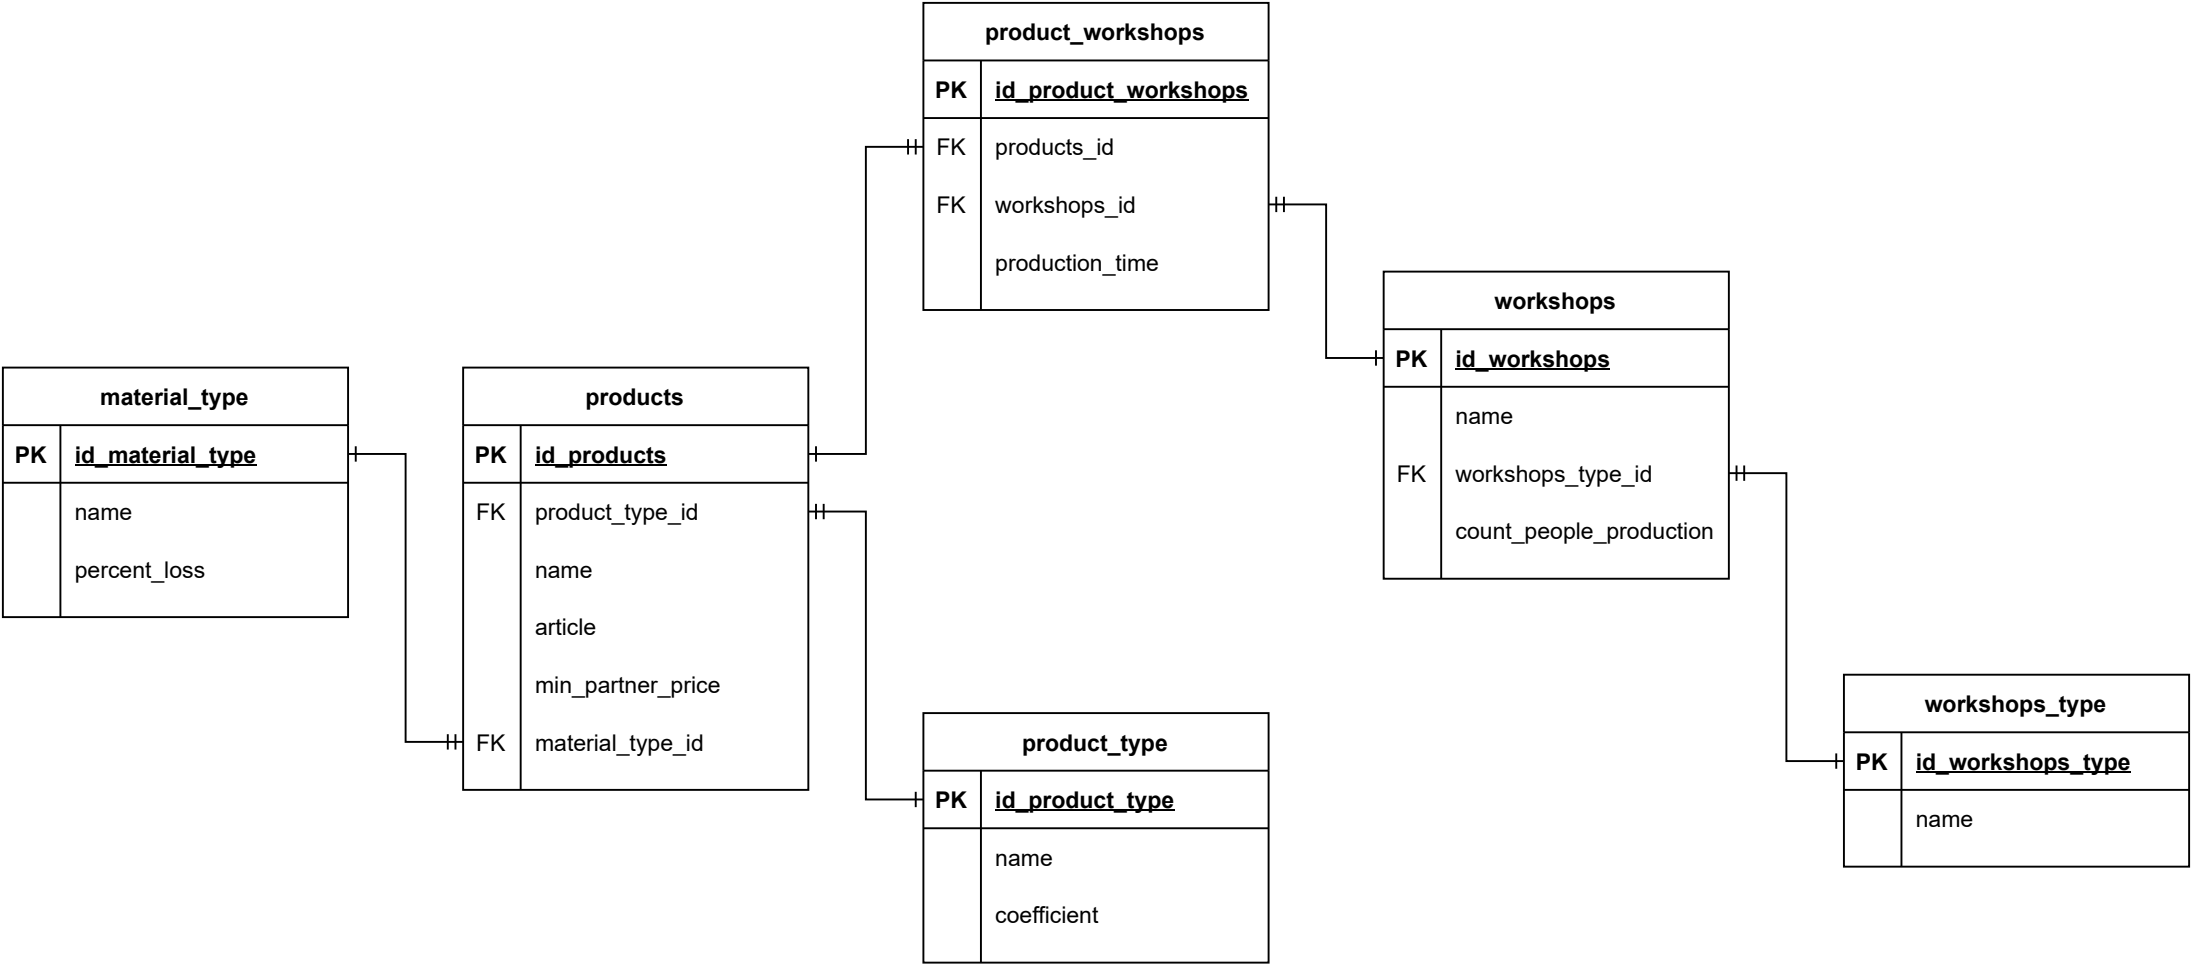 product_workshops
PK id_product_workshops
FK products_id
FK workshops_id
production_time
workshops
PK id_workshops
name
FK workshops_type_id
count_people_production
material_type
PK id_material_type
name
percent_loss
products
PK id_products
FK product_type_id
name
article
min_partner_price
FK material_type_id
product_type
PK id_product_type
name
coefficient
workshops_type
PK id_workshops_type
name